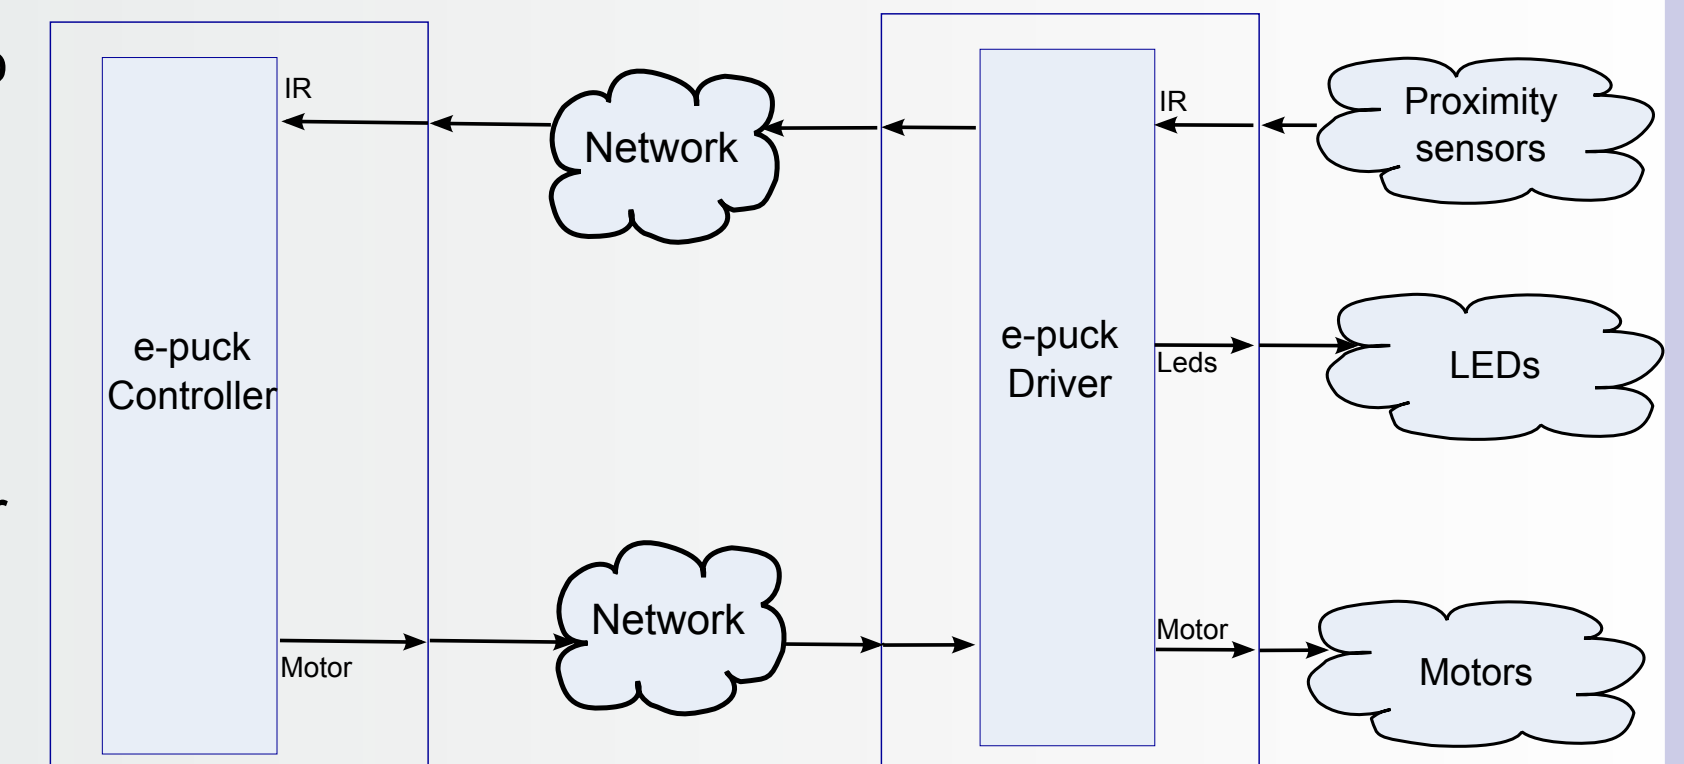 IR
Network
IR
Proximity
sensors
e-puck
Controller
e-puck
Driver
Leds
LEDs
Motor
Network
Motor
Motors